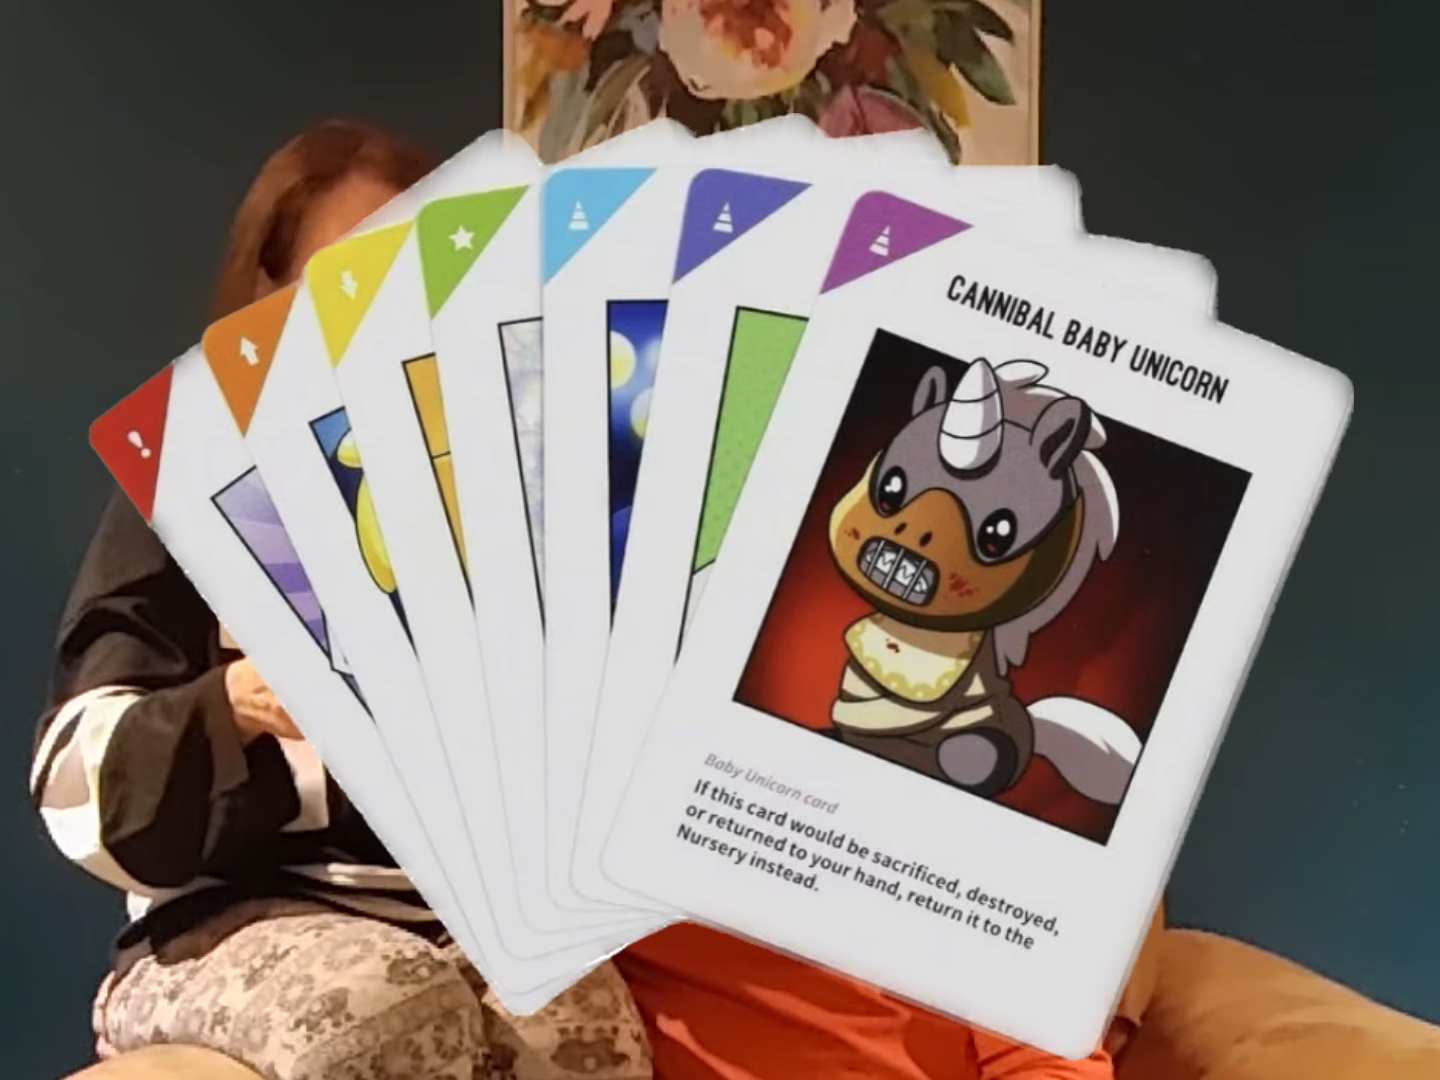 CANNIBAL BABY UNICORN
Baby Unicorn card
If this card would be sacrificed, destroyed,
or returned to your hand, return it to the
Nursery instead.